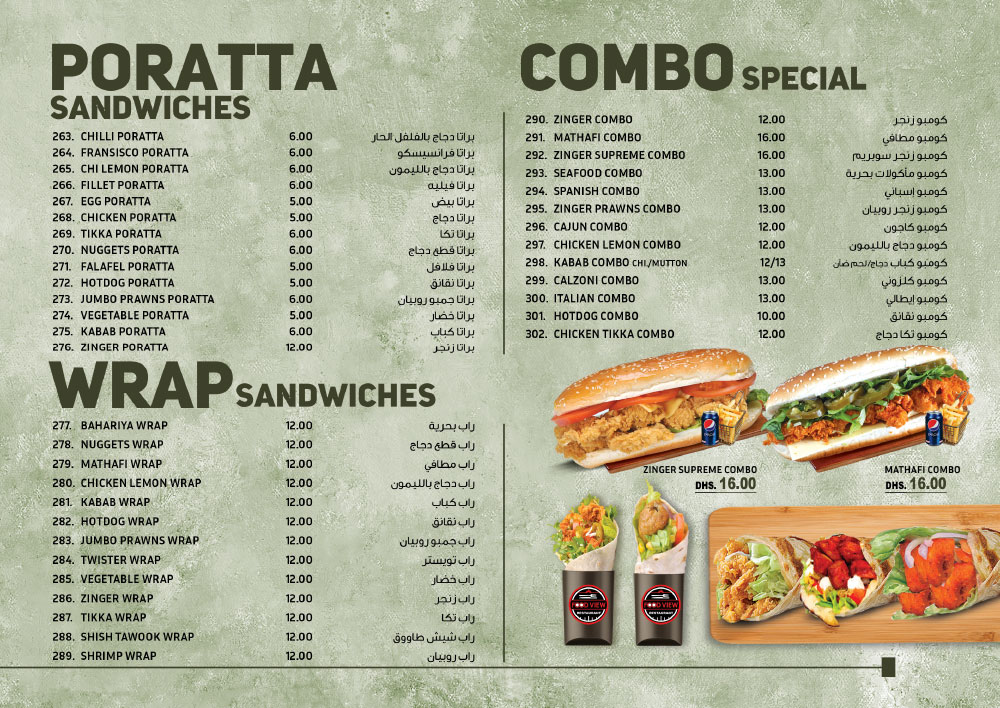 PORATTA
SANDWICHES
263. CHILLI PORATTA 6.00 براتا دجاج بالفلفل الحار
264. FRANSISCO PORATTA 6.00 براتا فرانسيسكو
265. CHI LEMON PORATTA 6.00 براتا دجاج بالليمون
266. FILLET PORATTA 6.00 براتا فيليه
267. EGG PORATTA 5.00 براتا بيض
268. CHICKEN PORATTA 5.00 براتا دجاج
269. TIKKA PORATTA 6.00 براتا تكا
270. NUGGETS PORATTA 6.00 براتا قطع دجاج
271. FALAFEL PORATTA 5.00 براتا فلافل
272. HOTDOG PORATTA 5.00 براتا نقانق
273. JUMBO PRAWNS PORATTA 6.00 براتا جمبو روبيان
274. VEGETABLE PORATTA 5.00 براتا خضار
275. KABAB PORATTA 6.00 براتا كباب
276. ZINGER PORATTA 12.00 براتا زنجر
WRAP SANDWICHES
277. BAHARIYA WRAP 12.00 راب بحرية
278. NUGGETS WRAP 12.00 راب قطع دجاج
279. MATHAFI WRAP 12.00 راب مطافي
280. CHICKEN LEMON WRAP 12.00 راب دجاج بالليمون
281. KABAB WRAP 12.00 راب كباب
282. HOTDOG WRAP 12.00 راب نقانق
283. JUMBO PRAWNS WRAP 12.00 راب جمبو روبيان
284. TWISTER WRAP 12.00 راب تويستر
285. VEGETABLE WRAP 12.00 راب خضار
286. ZINGER WRAP 12.00 راب زنجر
287. TIKKA WRAP 12.00 راب تكا
288. SHISH TAWOOK WRAP 12.00 راب شيش طاووق
289. SHRIMP WRAP 12.00 راب روبيان
COMBO SPECIAL
290. ZINGER COMBO 12.00 كومبو زنجر
291. MATHAFI COMBO 16.00 كومبو مطافي
292. ZINGER SUPREME COMBO 16.00 كومبو زنجر سوبريم
293. SEAFOOD COMBO 13.00 كومبو مأكولات بحرية
294. SPANISH COMBO 13.00 كومبو إسباني
295. ZINGER PRAWNS COMBO 13.00 كومبو زنجر روبيان
296. CAJUN COMBO 12.00 كومبو كاجون
297. CHICKEN LEMON COMBO 12.00 كومبو دجاج بالليمون
298. KABAB COMBO CHI./MUTTON 12/13 كومبو كباب دجاج/لحم ضان
299. CALZONI COMBO 13.00 كومبو كلزوني
300. ITALIAN COMBO 13.00 كومبو إيطالي
301. HOTDOG COMBO 10.00 كومبو نقانق
302. CHICKEN TIKKA COMBO 12.00 كومبو تكا دجاج
ZINGER SUPREME COMBO
DHS. 16.00
MATHAFI COMBO
DHS. 16.00
FOOD VIEW
RESTAURANT
FOOD VIEW
RESTAURANT